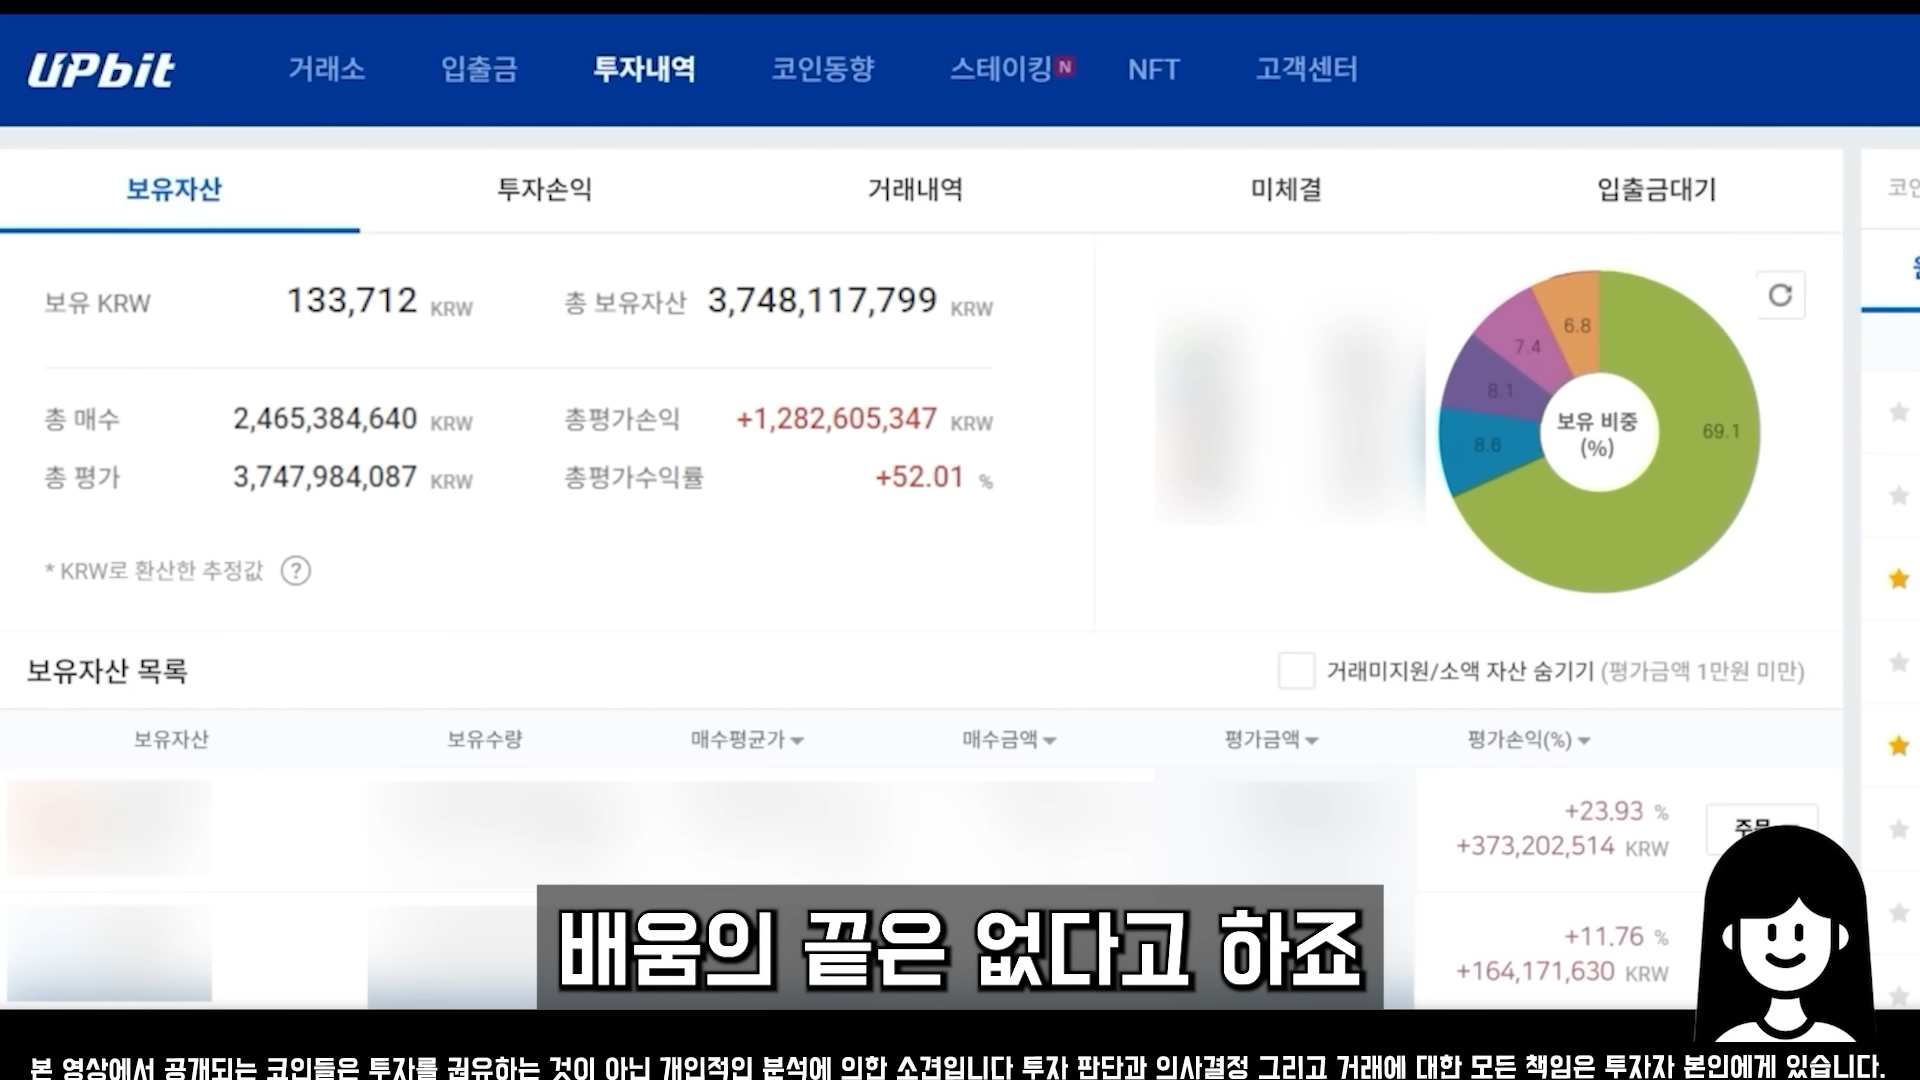 UPbit 거래소 입출금 투자내역 코인동향 스테이킹 N NFT 고객센터
보유자산 투자손익 거래내역 미체결 입출금대기
보유 KRW 133,712 KRW 총 보유자산 3,748,117,799 KRW
총 매수 2,465,384,640 KRW 총평가손익 +1,282,605,347 KRW
총 평가 3,747,984,087 KRW 총평가수익률 +52.01 %
* KRW로 환산한 추정값 ?
6.8
7.4
8.1
8.6
69.1
보유 비중
(%)
보유자산 목록 거래미지원/소액 자산 숨기기 (평가금액 1만원 미만)
보유자산 보유수량 매수평균가 매수금액 평가금액 평가손익(%)
+23.93 %
+373,202,514 KRW
주문
+11.76 %
+164,171,630 KRW
배움의 끝은 없다고 하죠
본 영상에서 공개되는 코인들은 투자를 권유하는 것이 아닌 개인적인 분석에 의한 소견입니다 투자 판단과 의사결정 그리고 거래에 대한 모든 책임은 투자자 본인에게 있습니다.